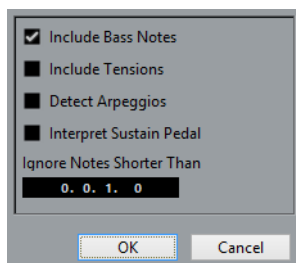 Include Bass Notes
Include Tensions
Detect Arpeggios
Interpret Sustain Pedal
Ignore Notes Shorter Than
0. 0. 1. 0
OK Cancel